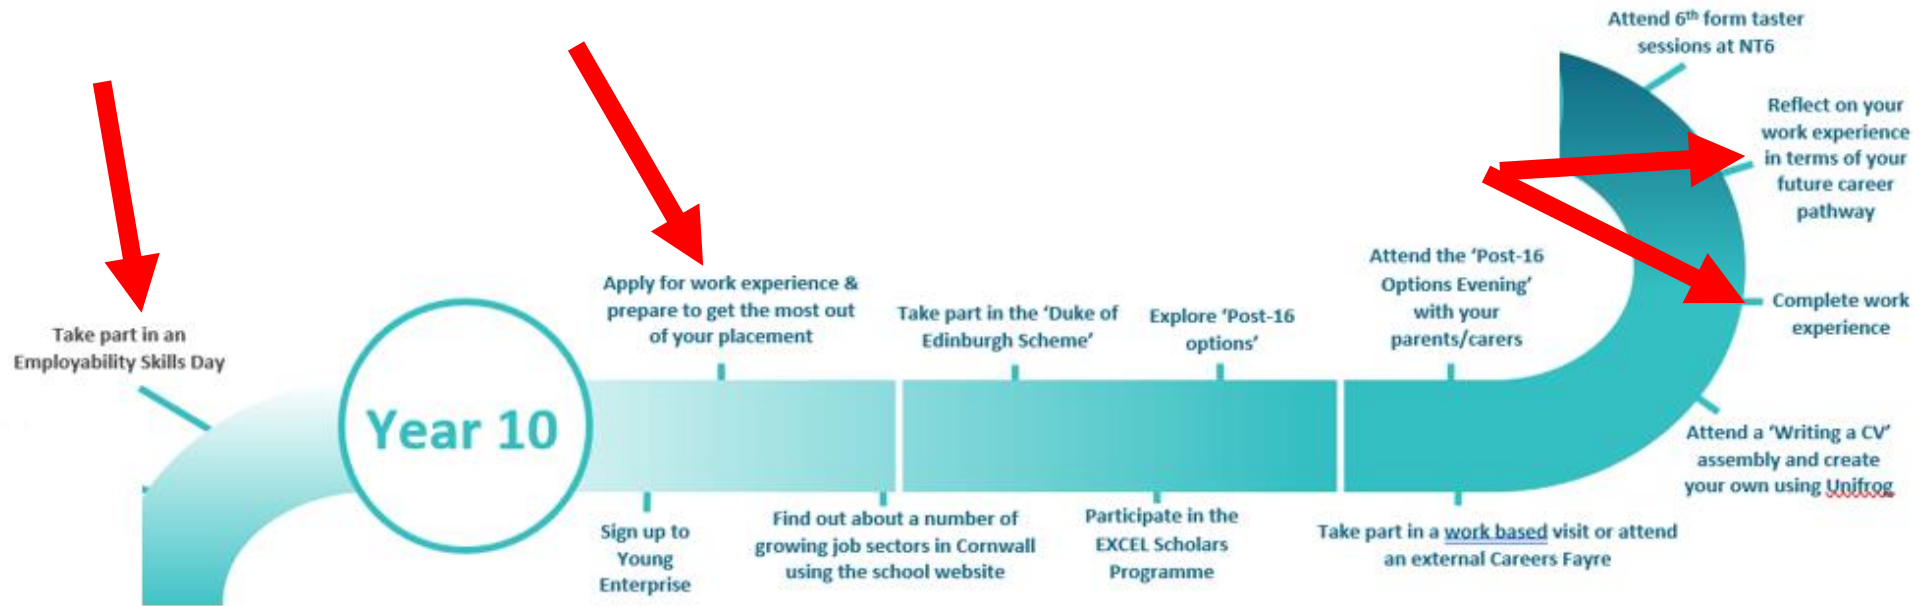 Take part in an
Employability Skills Day
Year 10
Apply for work experience &
prepare to get the most out
of your placement
Sign up to
Young
Enterprise
Find out about a number of
growing job sectors in Cornwall
using the school website
Take part in the ‘Duke of
Edinburgh Scheme’
Participate in the
EXCEL Scholars
Programme
Explore ‘Post-16
options’
Attend the ‘Post-16
Options Evening’
with your
parents/carers
Take part in a work based visit or attend
an external Careers Fayre
Attend a ‘Writing a CV’
assembly and create
your own using Unifrog
Complete work
experience
Reflect on your
work experience
in terms of your
future career
pathway
Attend 6th form taster
sessions at NT6